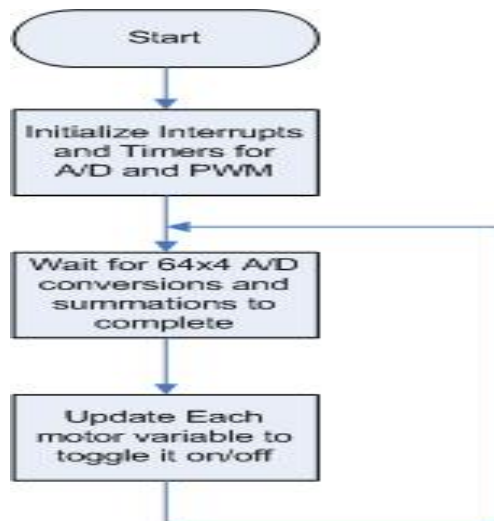 Start
Initialize Interrupts
and Timers for
A/D and PWM
Wait for 64x4 A/D
conversions and
summations to
complete
Update Each
motor variable to
toggle it on/off